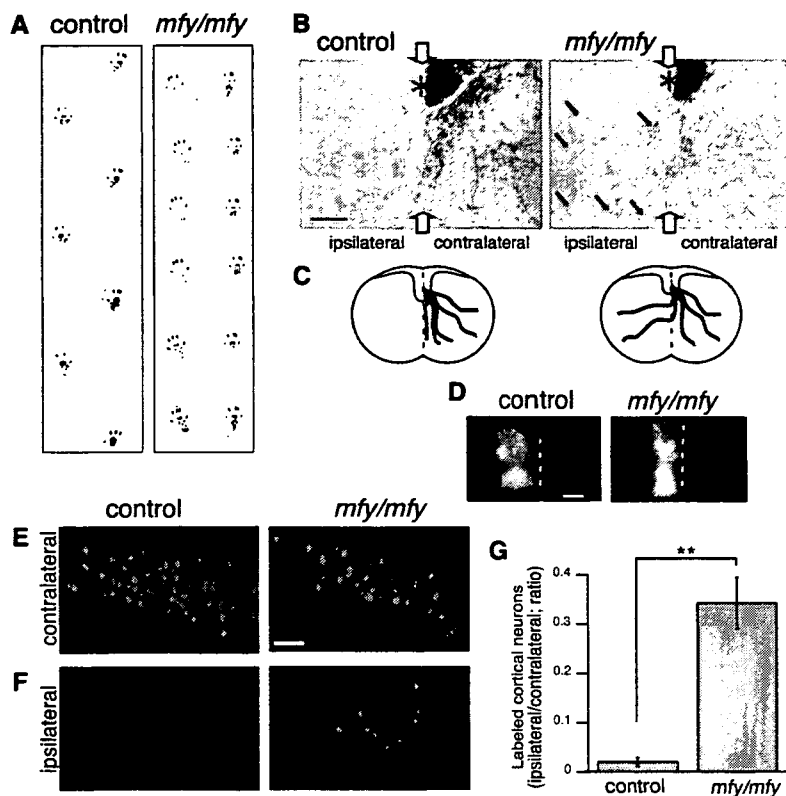 A
control
mfy/mfy
B
control
mfy/mfy
*
*
ipsilateral
contralateral
ipsilateral
contralateral
C
D
control
mfy/mfy
control
mfy/mfy
E
contralateral
F
ipsilateral
G
**
Labeled cortical neurons
(ipsilateral/contralateral; ratio)
0.4
0.3
0.2
0.1
0
control
mfy/mfy